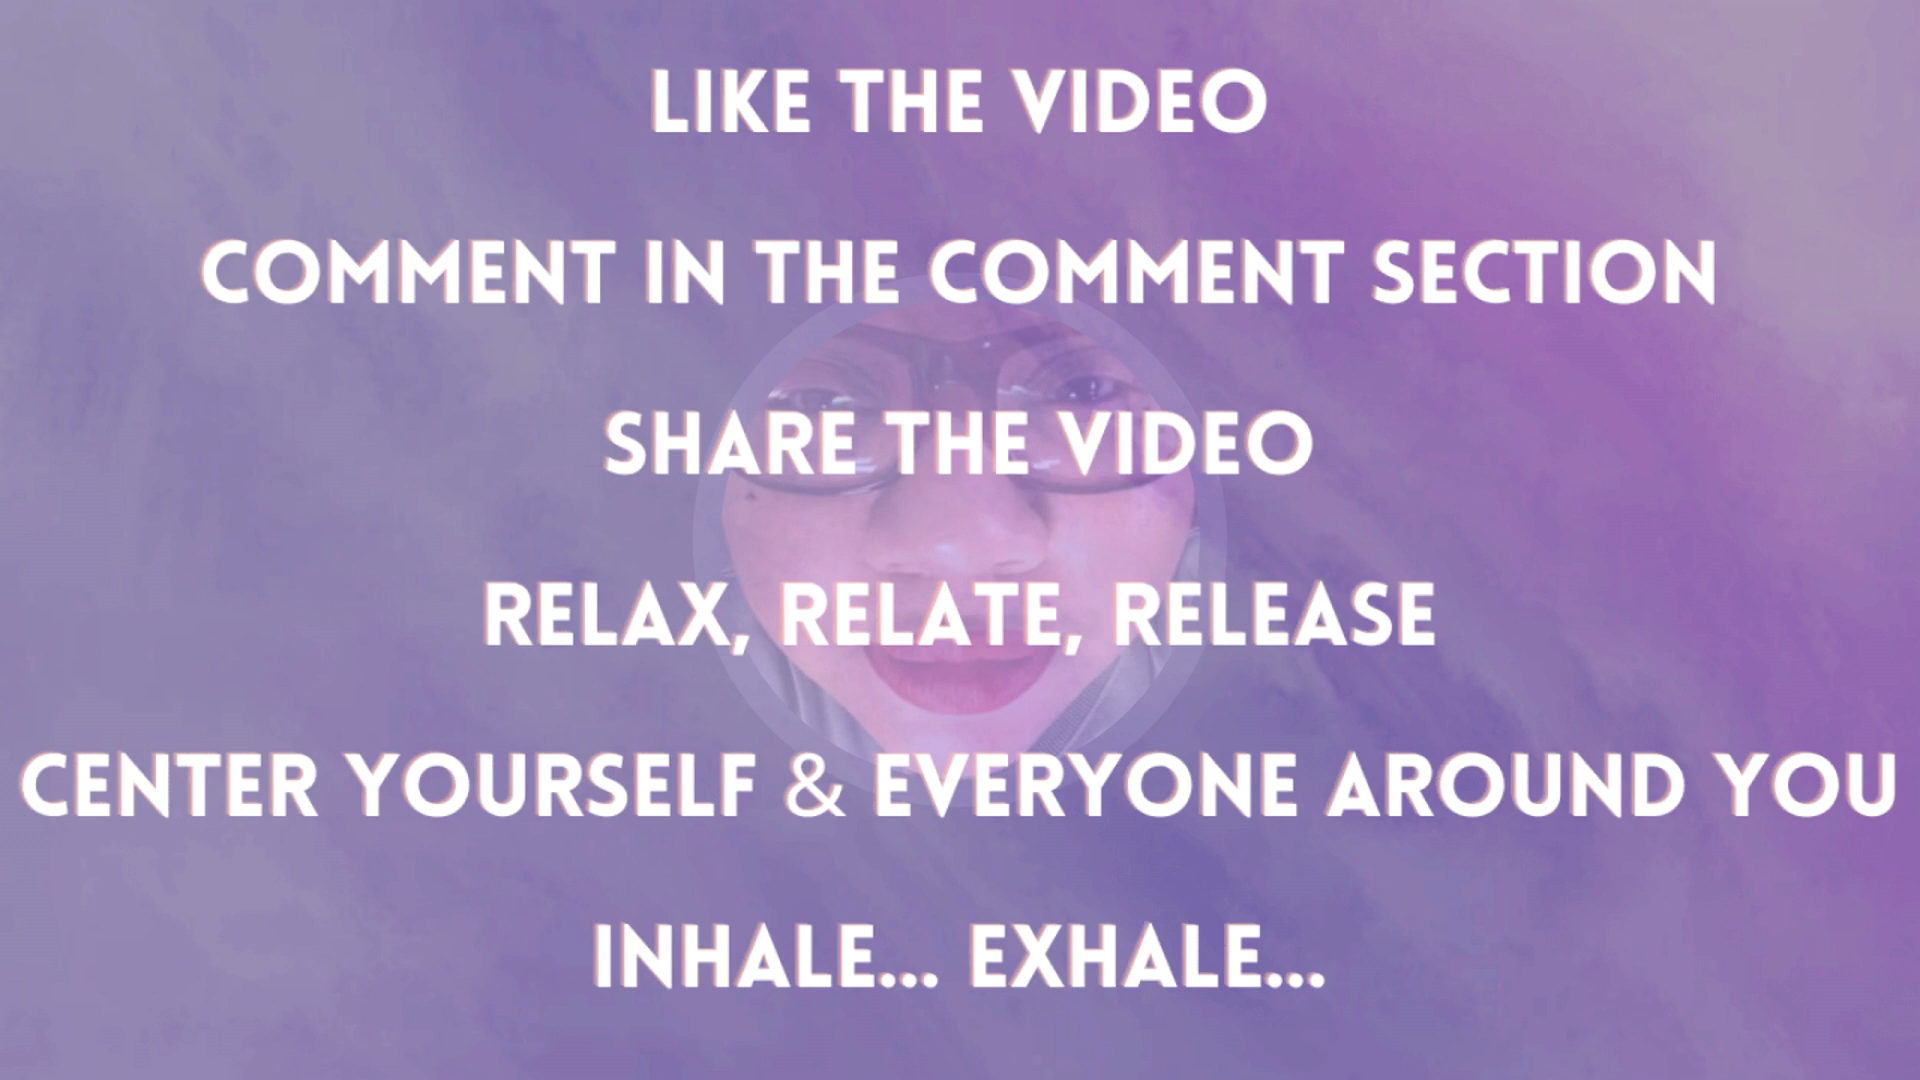 LIKE THE VIDEO
COMMENT IN THE COMMENT SECTION
SHARE THE VIDEO
RELAX, RELATE, RELEASE
CENTER YOURSELF & EVERYONE AROUND YOU
INHALE... EXHALE...